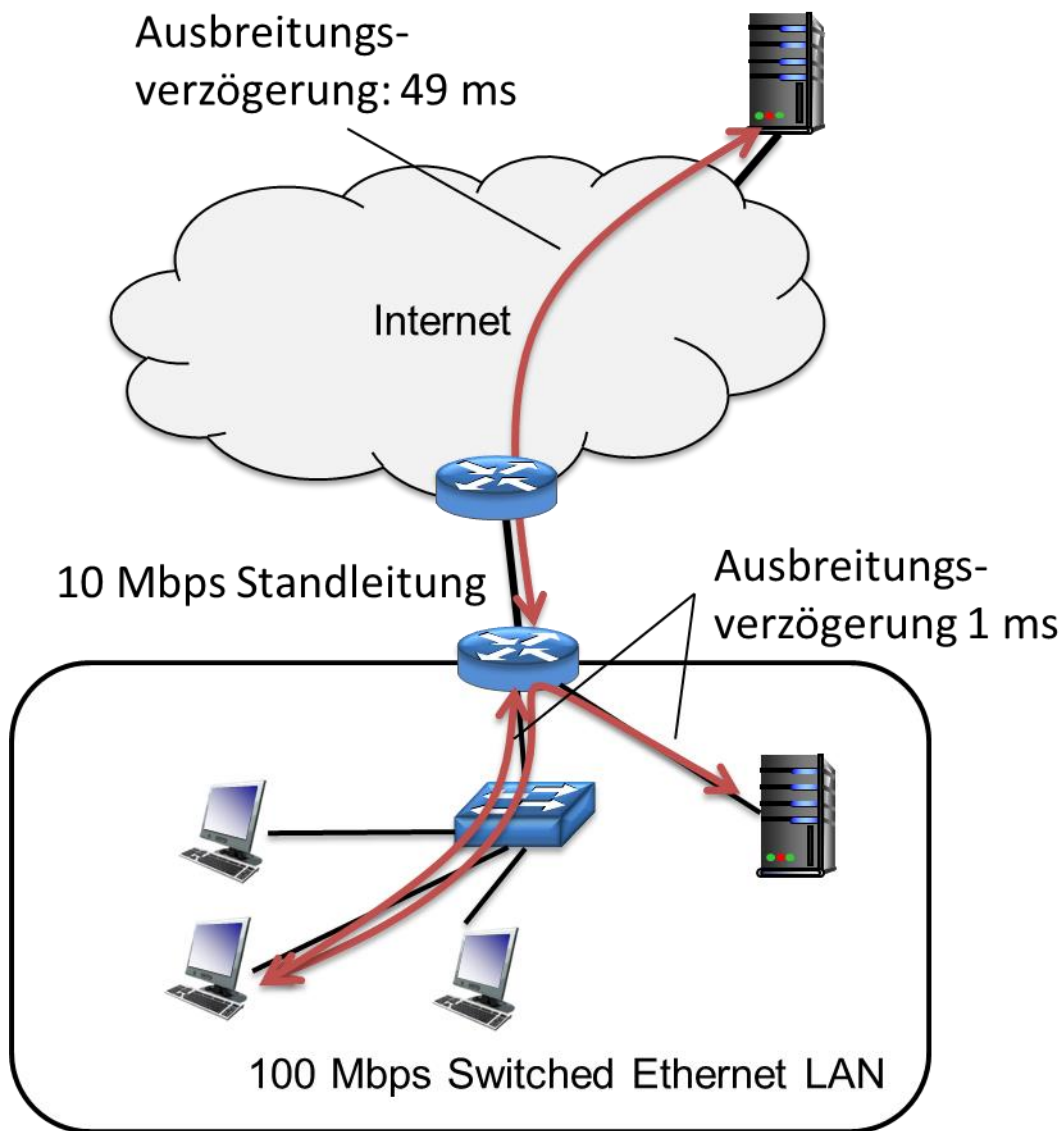 Ausbreitungs-
verzögerung: 49 ms
Internet
10 Mbps Standleitung
Ausbreitungs-
verzögerung 1 ms
100 Mbps Switched Ethernet LAN